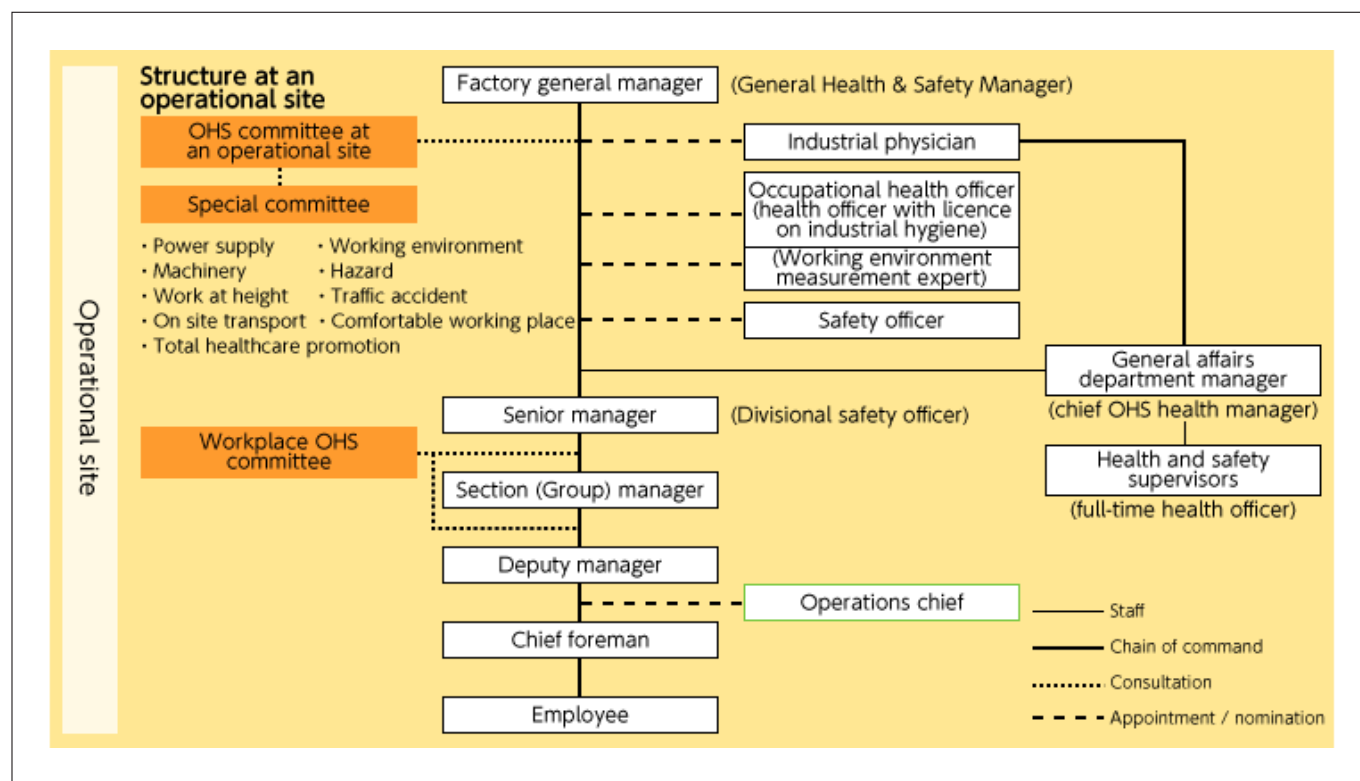 Operational site
Structure at an
operational site
Factory general manager
(General Health & Safety Manager)
OHS committee at
an operational site
Industrial physician
Special committee
Occupational health officer
(health officer with licence
on industrial hygiene)
(Working environment
measurement expert)
・Power supply
・Working environment
・Machinery
・Hazard
・Work at height
・Traffic accident
・On site transport
・Comfortable working place
・Total healthcare promotion
Safety officer
General affairs
department manager
(chief OHS health manager)
Senior manager
(Divisional safety officer)
Workplace OHS
committee
Health and safety
supervisors
(full-time health officer)
Section (Group) manager
Deputy manager
Operations chief
Chief foreman
Employee
Staff
Chain of command
Consultation
Appointment / nomination